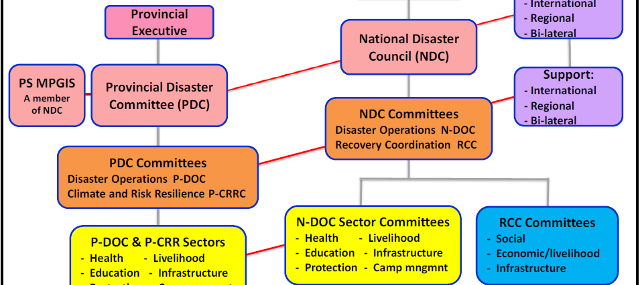 - International
- Regional
- Bi-lateral
Provincial
Executive
National Disaster
Council (NDC)
PS MPGIS
A member
of NDC
Provincial Disaster
Committee (PDC)
Support:
- International
- Regional
- Bi-lateral
NDC Committees
Disaster Operations N-DOC
Recovery Coordination RCC
PDC Committees
Disaster Operations P-DOC
Climate and Risk Resilience P-CRRC
N-DOC Sector Committees
- Health - Livelihood
- Education - Infrastructure
- Protection - Camp mngmnt
RCC Committees
- Social
- Economic/livelihood
- Infrastructure
P-DOC & P-CRR Sectors
- Health - Livelihood
- Education - Infrastructure